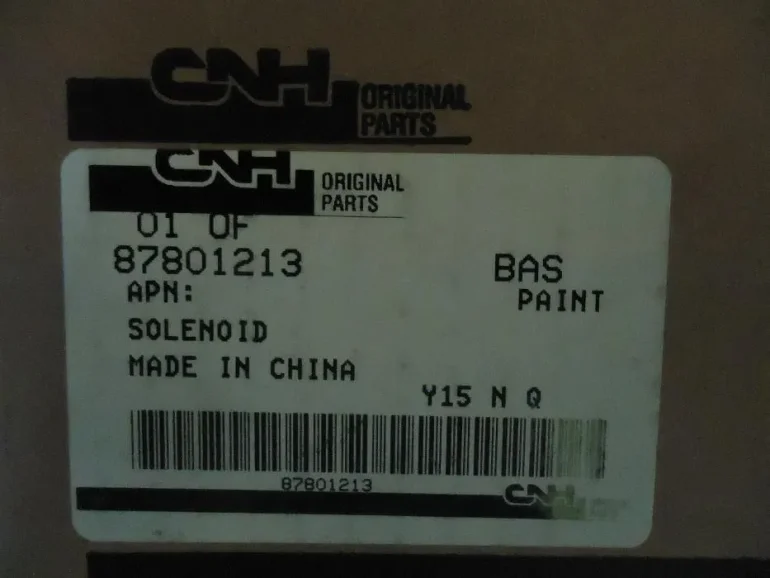 CNH ORIGINAL
PARTS
CNH ORIGINAL
PARTS
01 OF
87801213 BAS
APN: PAINT
SOLENOID
MADE IN CHINA
Y15 N Q
87801213
CNH